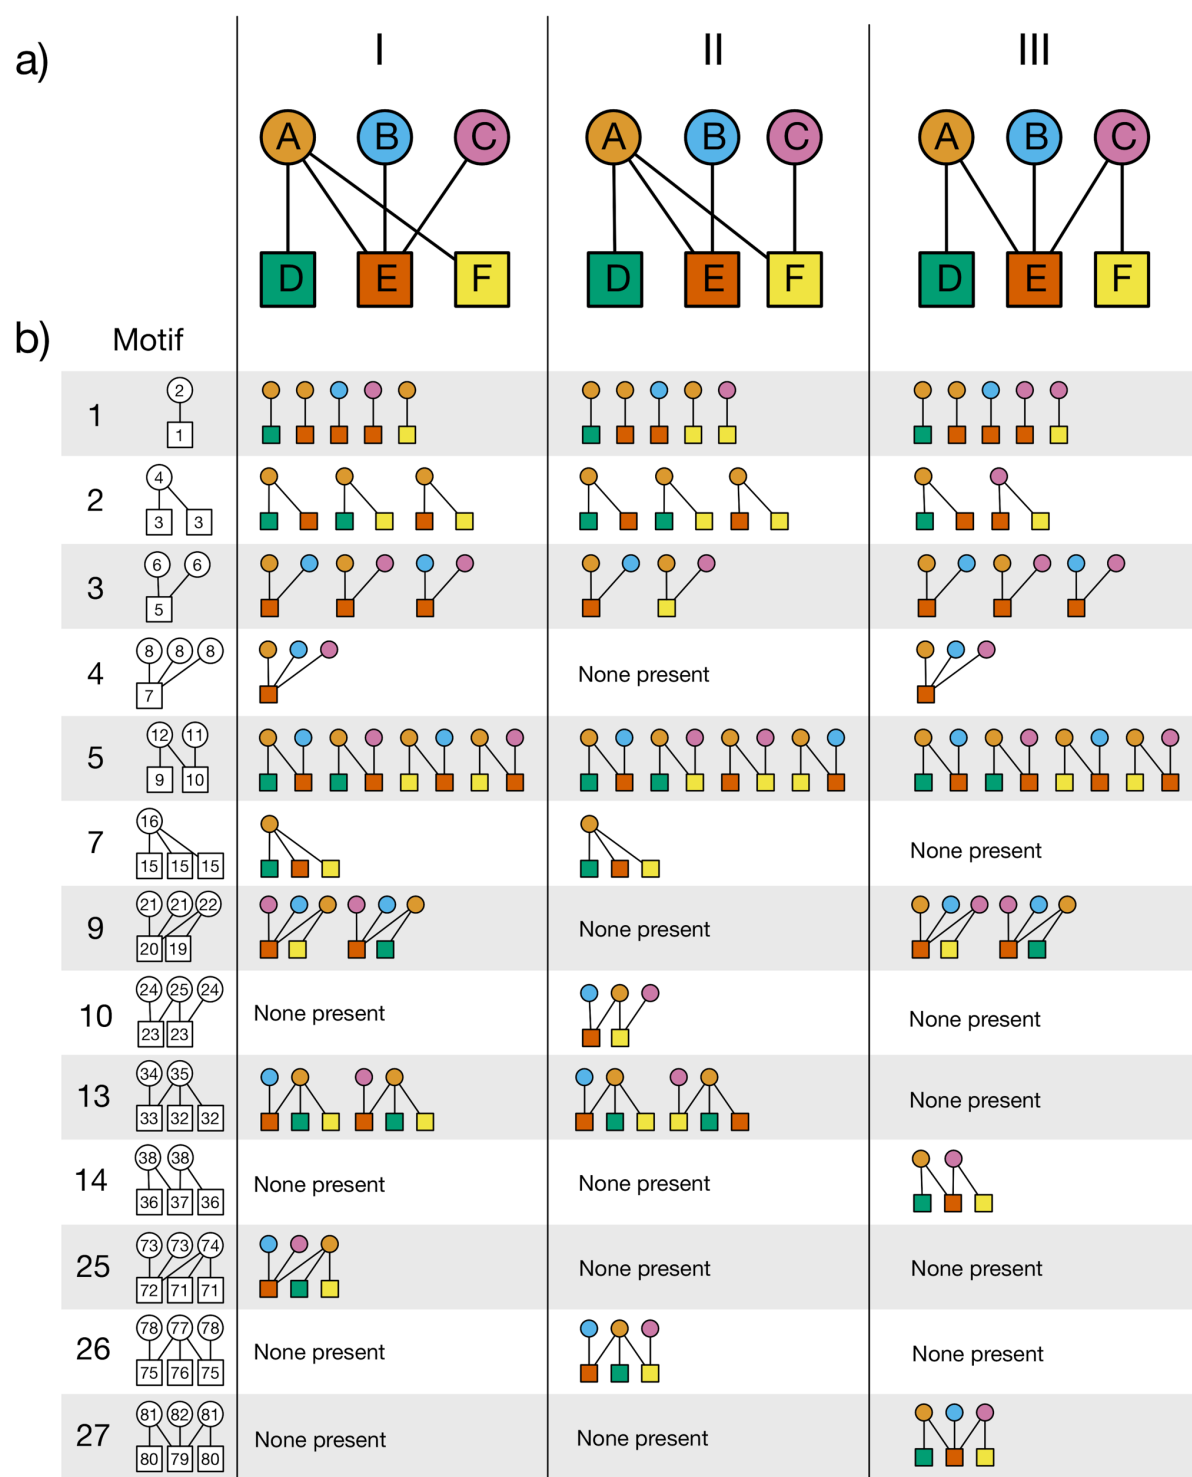 a)
I II III
A B C A B C A B C
D E F D E F D E F
b) Motif
1 2
1
2 4
3 3
3 6 6
5
4 8 8 8
7
None present
5 12 11
9 10
7 16
15 15 15
None present
9 21 21 22
20 19
None present
10 24 25 24
23 23
None present None present
13 34 35
33 32 32
None present
14 38 38
36 37 36
None present None present
25 73 73 74
72 71 71
None present None present
26 78 77 78
75 76 75
None present None present
27 81 82 81
80 79 80
None present None present